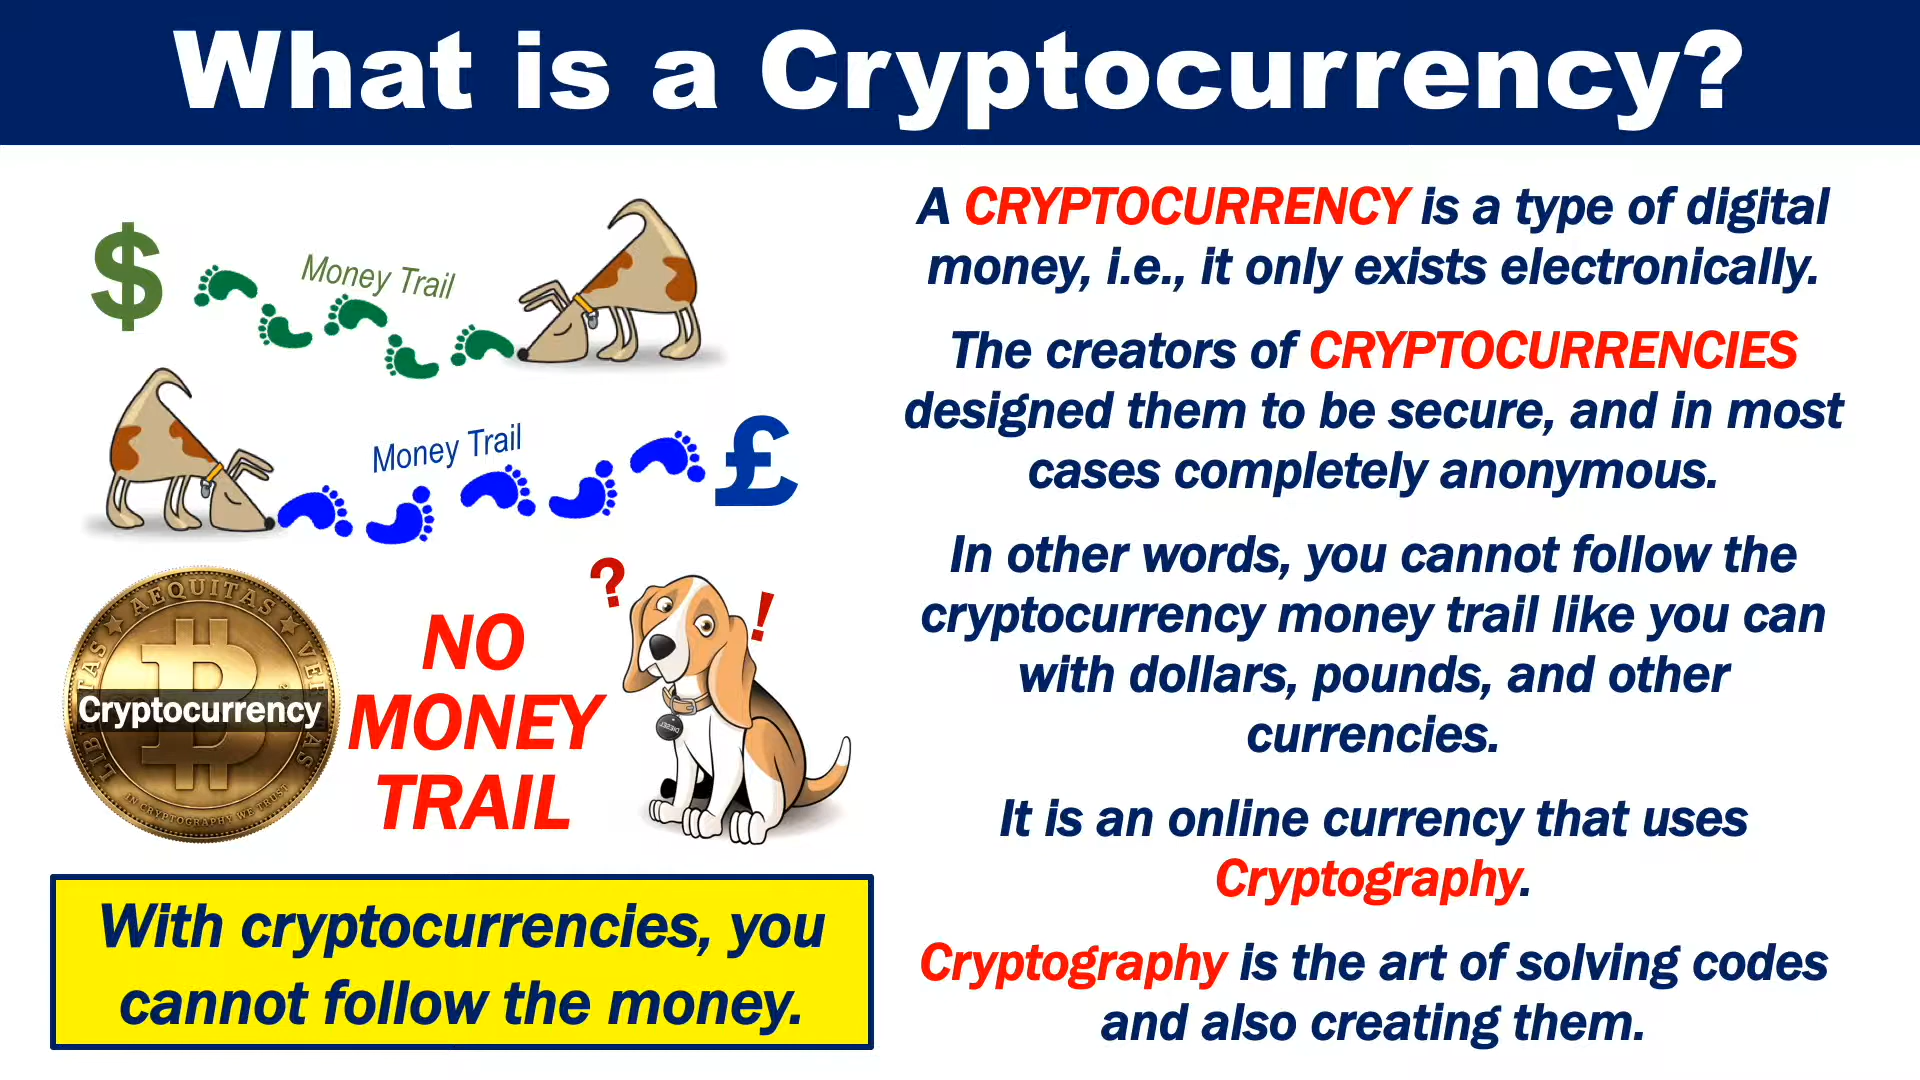 What is a Cryptocurrency?
$
Money Trail
Money Trail
£
AEQUITAS
LIBERTAS
VERITAS
IN CRYPTOGRAPHY WE TRUST
Cryptocurrency
NO
MONEY
TRAIL
?
!
With cryptocurrencies, you
cannot follow the money.
A CRYPTOCURRENCY is a type of digital
money, i.e., it only exists electronically.
The creators of CRYPTOCURRENCIES
designed them to be secure, and in most
cases completely anonymous.
In other words, you cannot follow the
cryptocurrency money trail like you can
with dollars, pounds, and other
currencies.
It is an online currency that uses
Cryptography.
Cryptography is the art of solving codes
and also creating them.